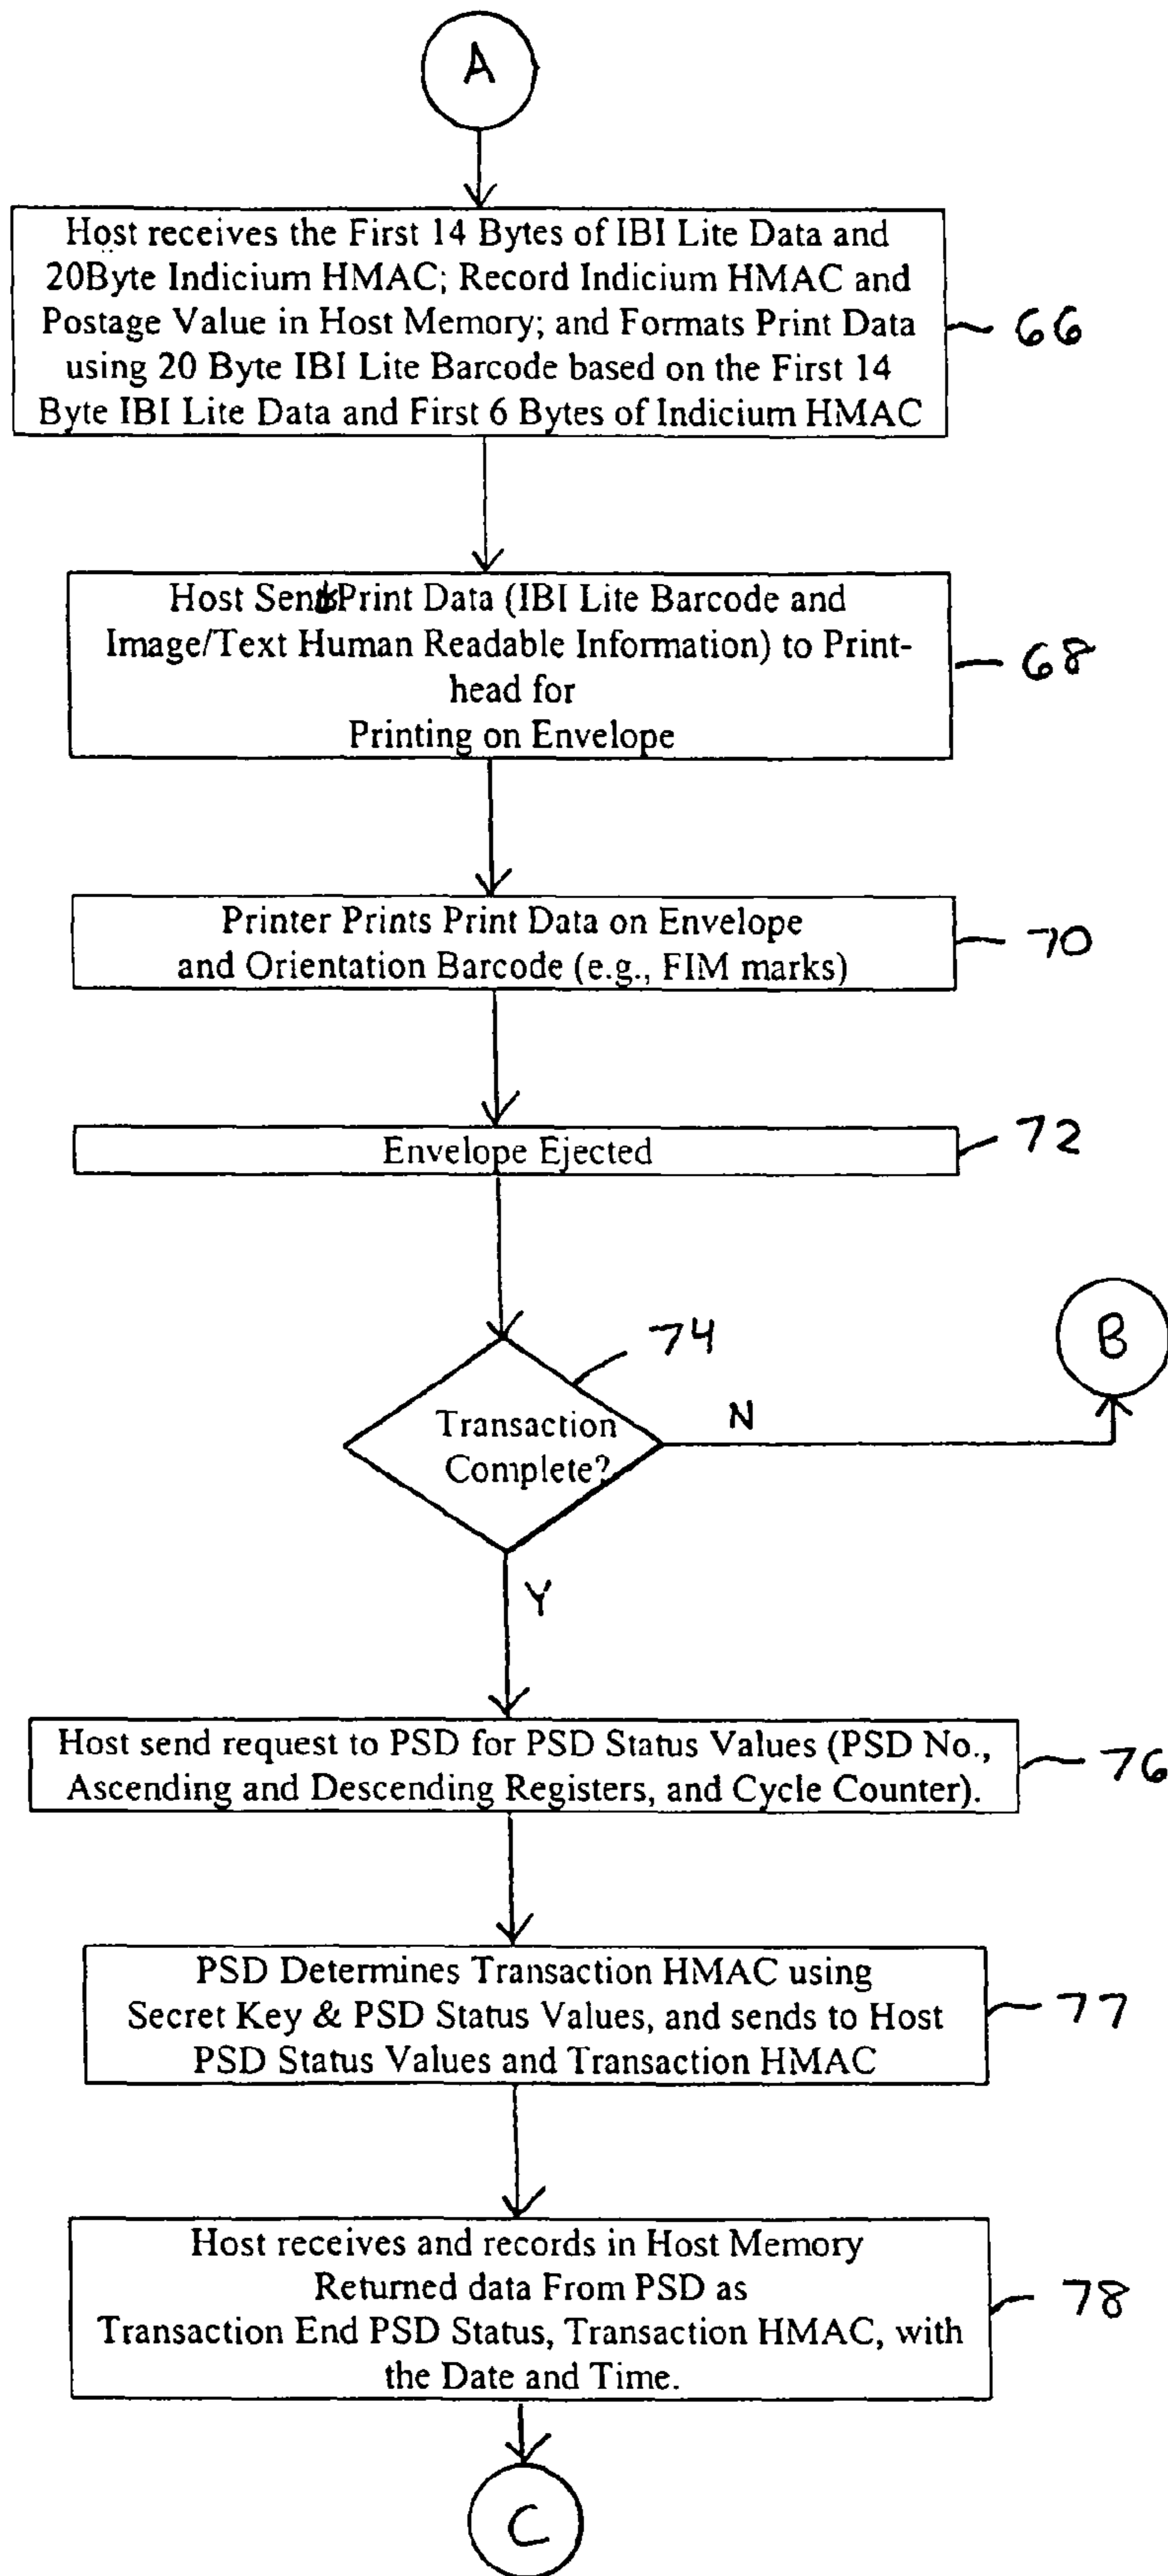 A
Host receives the First 14 Bytes of IBI Lite Data and
20Byte Indicium HMAC; Record Indicium HMAC and
Postage Value in Host Memory; and Formats Print Data
using 20 Byte IBI Lite Barcode based on the First 14
Byte IBI Lite Data and First 6 Bytes of Indicium HMAC
66
Host Sends Print Data (IBI Lite Barcode and
Image/Text Human Readable Information) to Print-
head for
Printing on Envelope
68
Printer Prints Print Data on Envelope
and Orientation Barcode (e.g., FIM marks)
70
Envelope Ejected
72
74
B
Transaction
Complete?
N
Y
Host send request to PSD for PSD Status Values (PSD No.,
Ascending and Descending Registers, and Cycle Counter).
76
PSD Determines Transaction HMAC using
Secret Key & PSD Status Values, and sends to Host
PSD Status Values and Transaction HMAC
77
Host receives and records in Host Memory
Returned data From PSD as
Transaction End PSD Status, Transaction HMAC, with
the Date and Time.
78
C